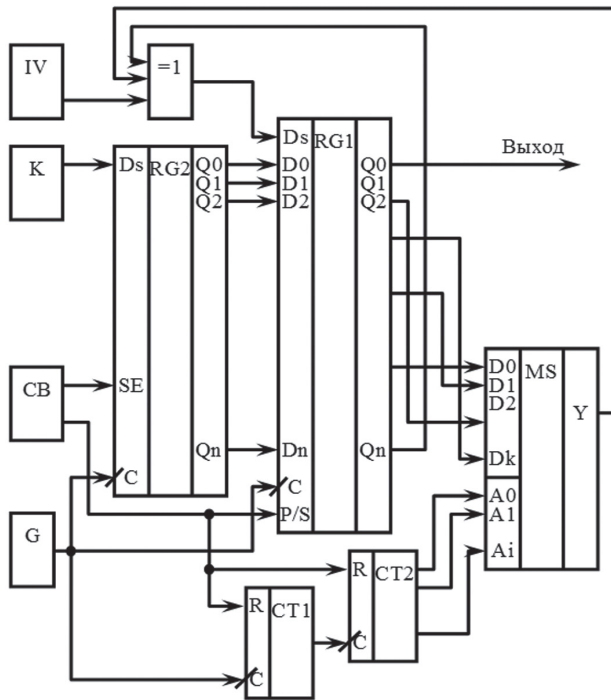 IV
=1
K
Ds RG2 Q0
Q1
Q2
SE
Qn
C
Ds RG1
D0 Q0
D1 Q1
D2 Q2
Dn Qn
C
P/S
Выход
СВ
G
R CT1
C
R CT2
C
D0 MS
D1
D2 Y
Dk
A0
A1
Ai